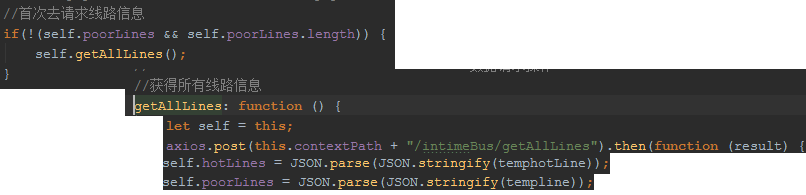 //首次去请求线路信息
if(!(self.poorLines && self.poorLines.length)) {
self.getAllLines();
}
//获得所有线路信息
getAllLines: function () {
let self = this;
axios.post(this.contextPath + "/intimeBus/getAllLines").then(function (result) {
self.hotLines = JSON.parse(JSON.stringify(temphotLine));
self.poorLines = JSON.parse(JSON.stringify(templine));